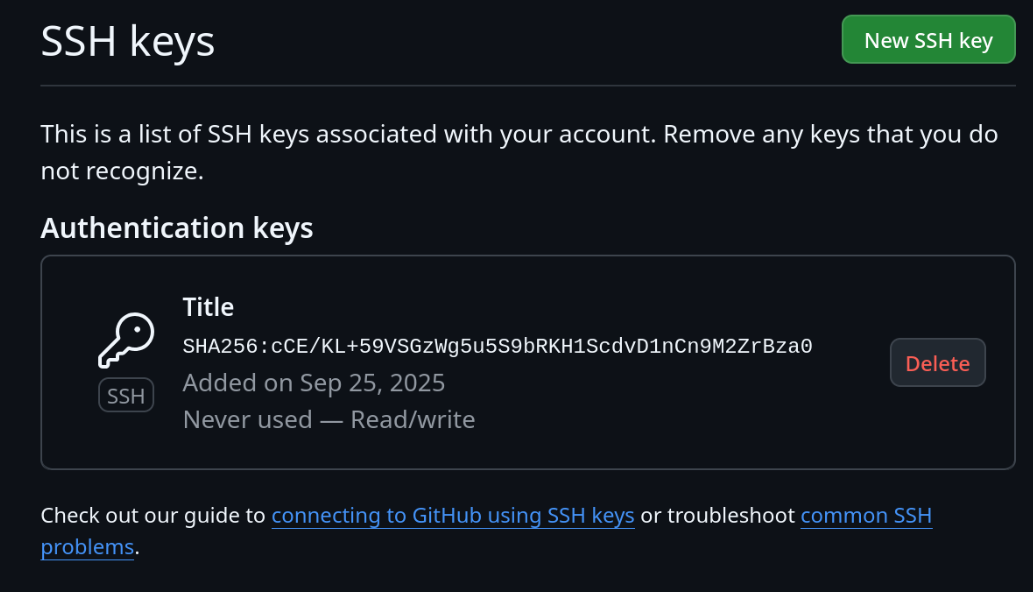 SSH keys
New SSH key
This is a list of SSH keys associated with your account. Remove any keys that you do
not recognize.
Authentication keys
Title
SHA256:cCE/KL+59VSGzWg5u5S9bRKH1ScdvD1nCn9M2ZrBza0
Added on Sep 25, 2025
Never used — Read/write
SSH
Delete
Check out our guide to connecting to GitHub using SSH keys or troubleshoot common SSH
problems.